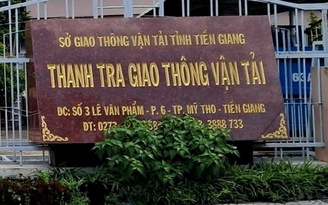 SỞ GIAO THÔNG VẬN TẢI TỈNH TIỀN GIANG
THANH TRA GIAO THÔNG VẬN TẢI
ĐC: SỐ 3 LÊ VĂN PHẨM - P. 6 - TP. MỸ THO - TIỀN GIANG
ĐT: 0273 3888 733